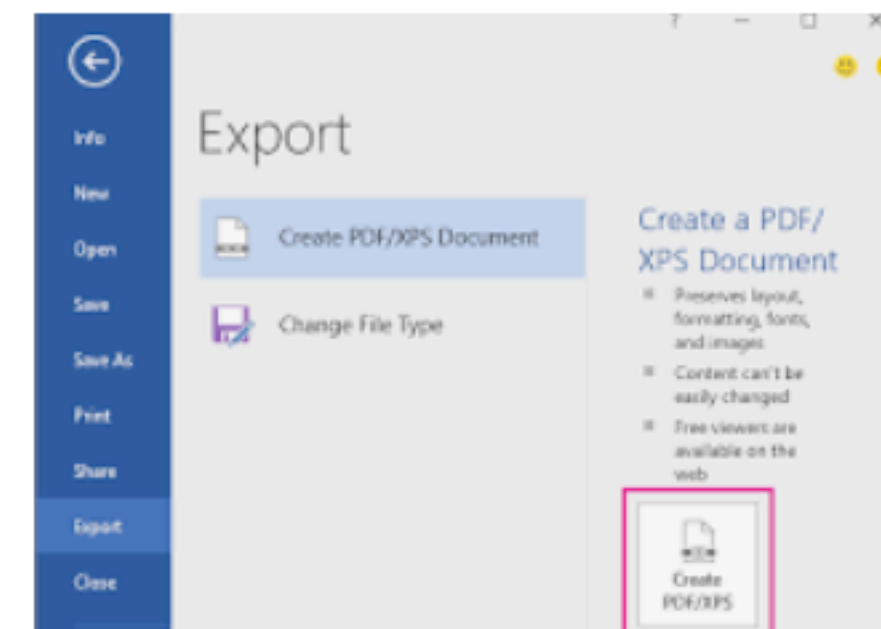 ?
Info
New
Open
Save
Save As
Print
Share
Export
Close
Export
Create PDF/XPS Document
Change File Type
Create a PDF/
XPS Document
Preserves layout,
formatting, fonts,
and images
Content can't be
easily changed
Free viewers are
available on the
web
Create
PDF/XPS